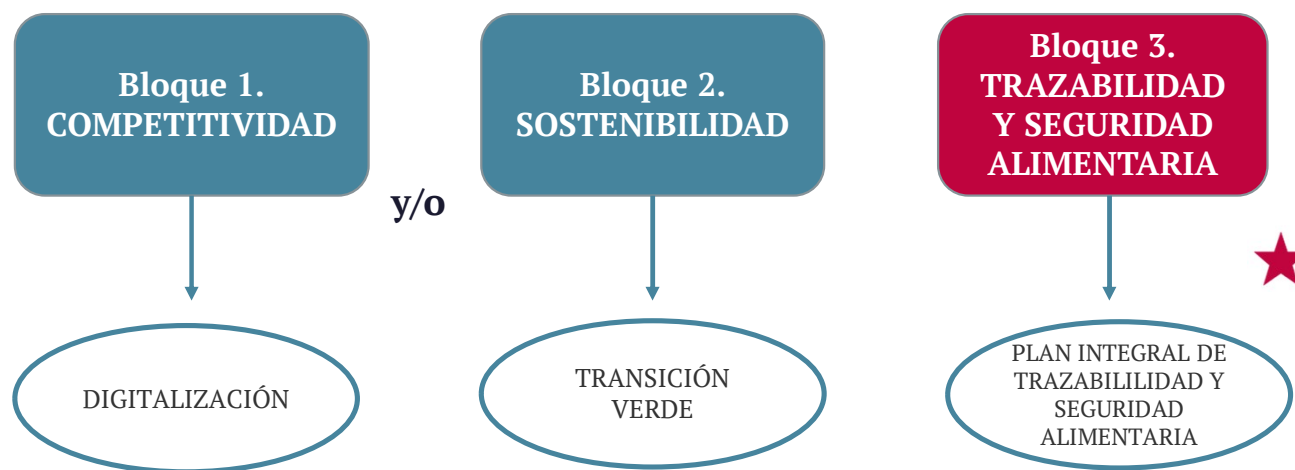 Bloque 1.
COMPETITIVIDAD
y/o
Bloque 2.
SOSTENIBILIDAD
Bloque 3.
TRAZABILIDAD
Y SEGURIDAD
ALIMENTARIA
DIGITALIZACIÓN
TRANSICIÓN
VERDE
PLAN INTEGRAL DE
TRAZABILILIDAD Y
SEGURIDAD
ALIMENTARIA